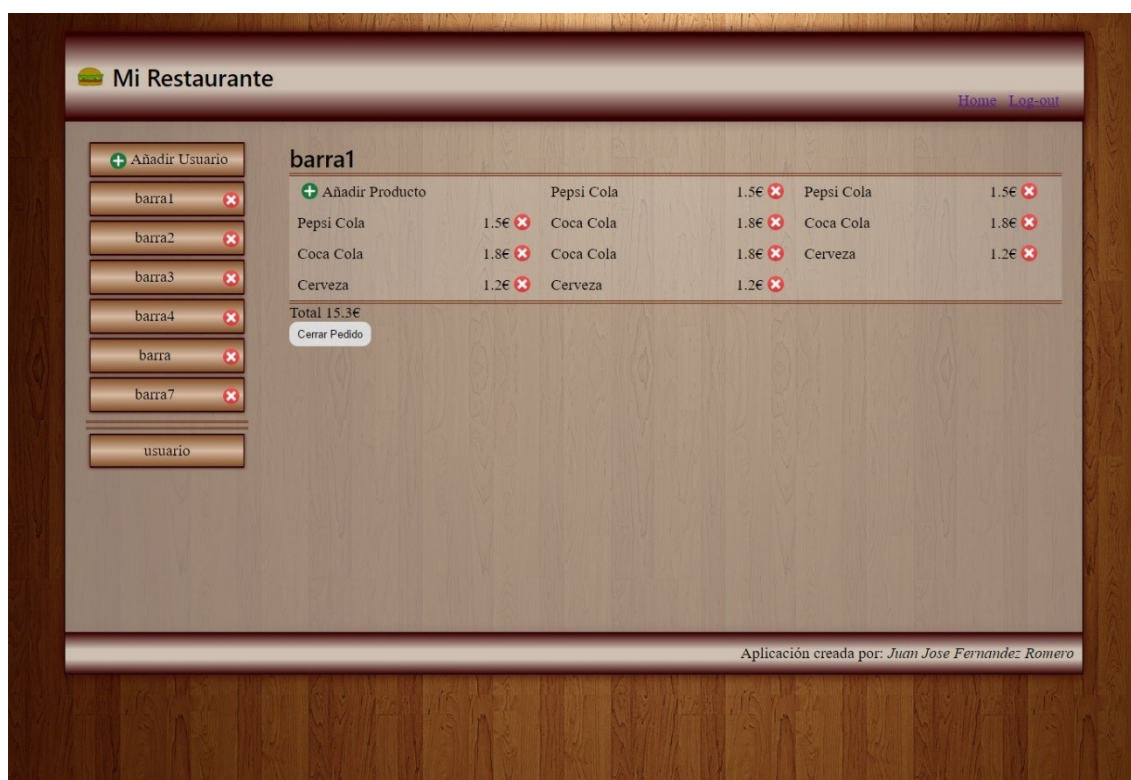 Mi Restaurante
Home Log-out
Añadir Usuario
barra1
barra2
barra3
barra4
barra
barra7
usuario
barra1
Añadir Producto Pepsi Cola 1.5€ Pepsi Cola 1.5€
Pepsi Cola 1.5€ Coca Cola 1.8€ Coca Cola 1.8€
Coca Cola 1.8€ Coca Cola 1.8€ Cerveza 1.2€
Cerveza 1.2€ Cerveza 1.2€
Total 15.3€
Cerrar Pedido
Aplicación creada por: Juan Jose Fernandez Romero